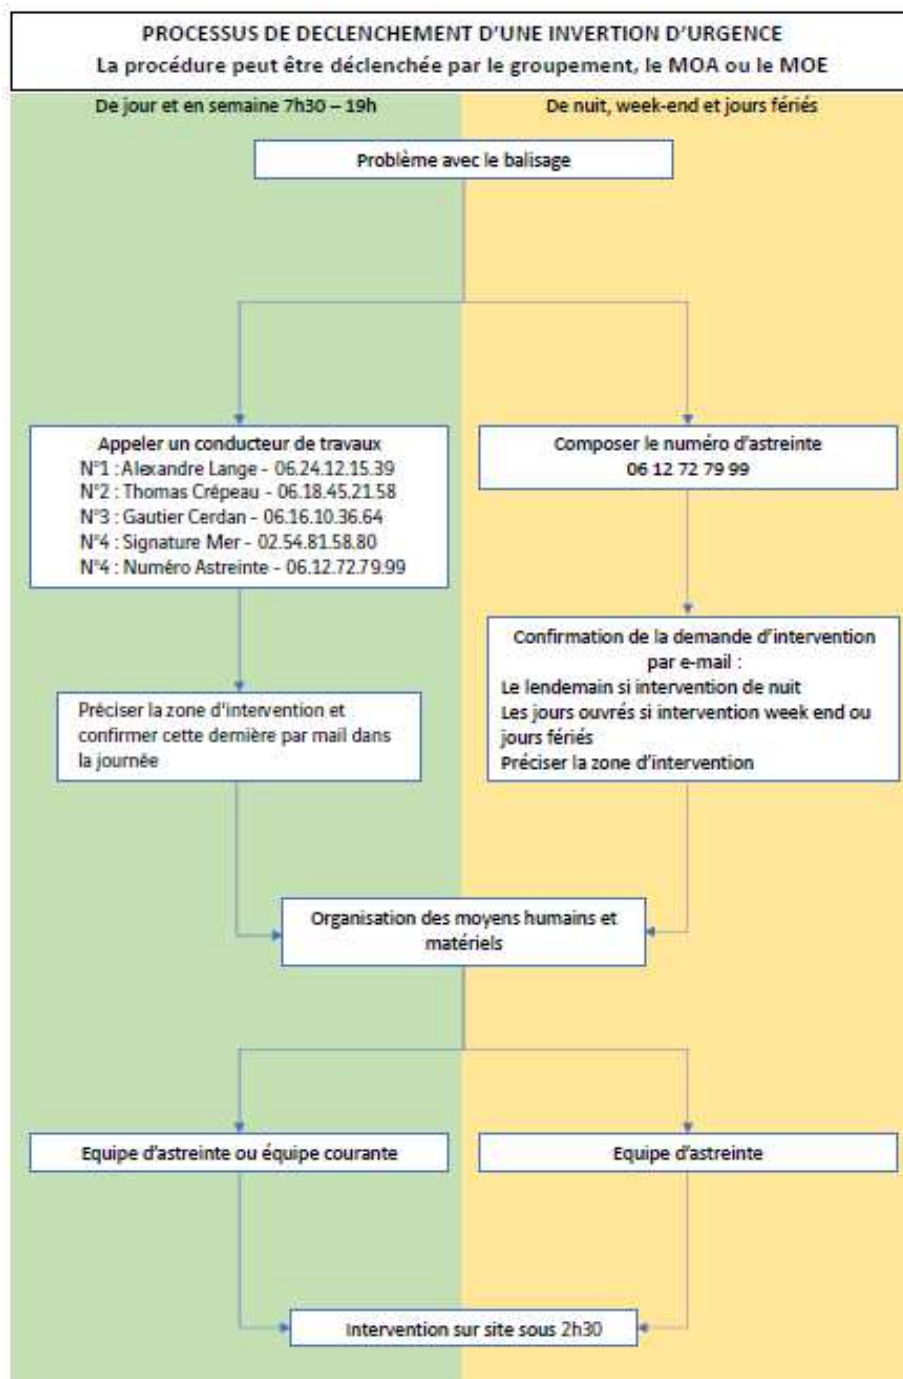 PROCESSUS DE DECLENCHEMENT D'UNE INVERTION D'URGENCE
La procédure peut être déclenchée par le groupement, le MOA ou le MOE
De jour et en semaine 7h30 – 19h
De nuit, week-end et jours fériés
Problème avec le balisage
Appeler un conducteur de travaux
N°1 : Alexandre Lange - 06.24.12.15.39
N°2 : Thomas Crépeau - 06.18.45.21.58
N°3 : Gautier Cerdan - 06.16.10.36.64
N°4 : Signature Mer - 02.54.81.58.80
N°4 : Numéro Astreinte - 06.12.72.79.99
Composer le numéro d'astreinte
06 12 72 79 99
Préciser la zone d'intervention et
confirmer cette dernière par mail dans
la journée
Confirmation de la demande d'intervention
par e-mail :
Le lendemain si intervention de nuit
Les jours ouvrés si intervention week end ou
jours fériés
Préciser la zone d'intervention
Organisation des moyens humains et
matériels
Equipe d'astreinte ou équipe courante
Equipe d'astreinte
Intervention sur site sous 2h30